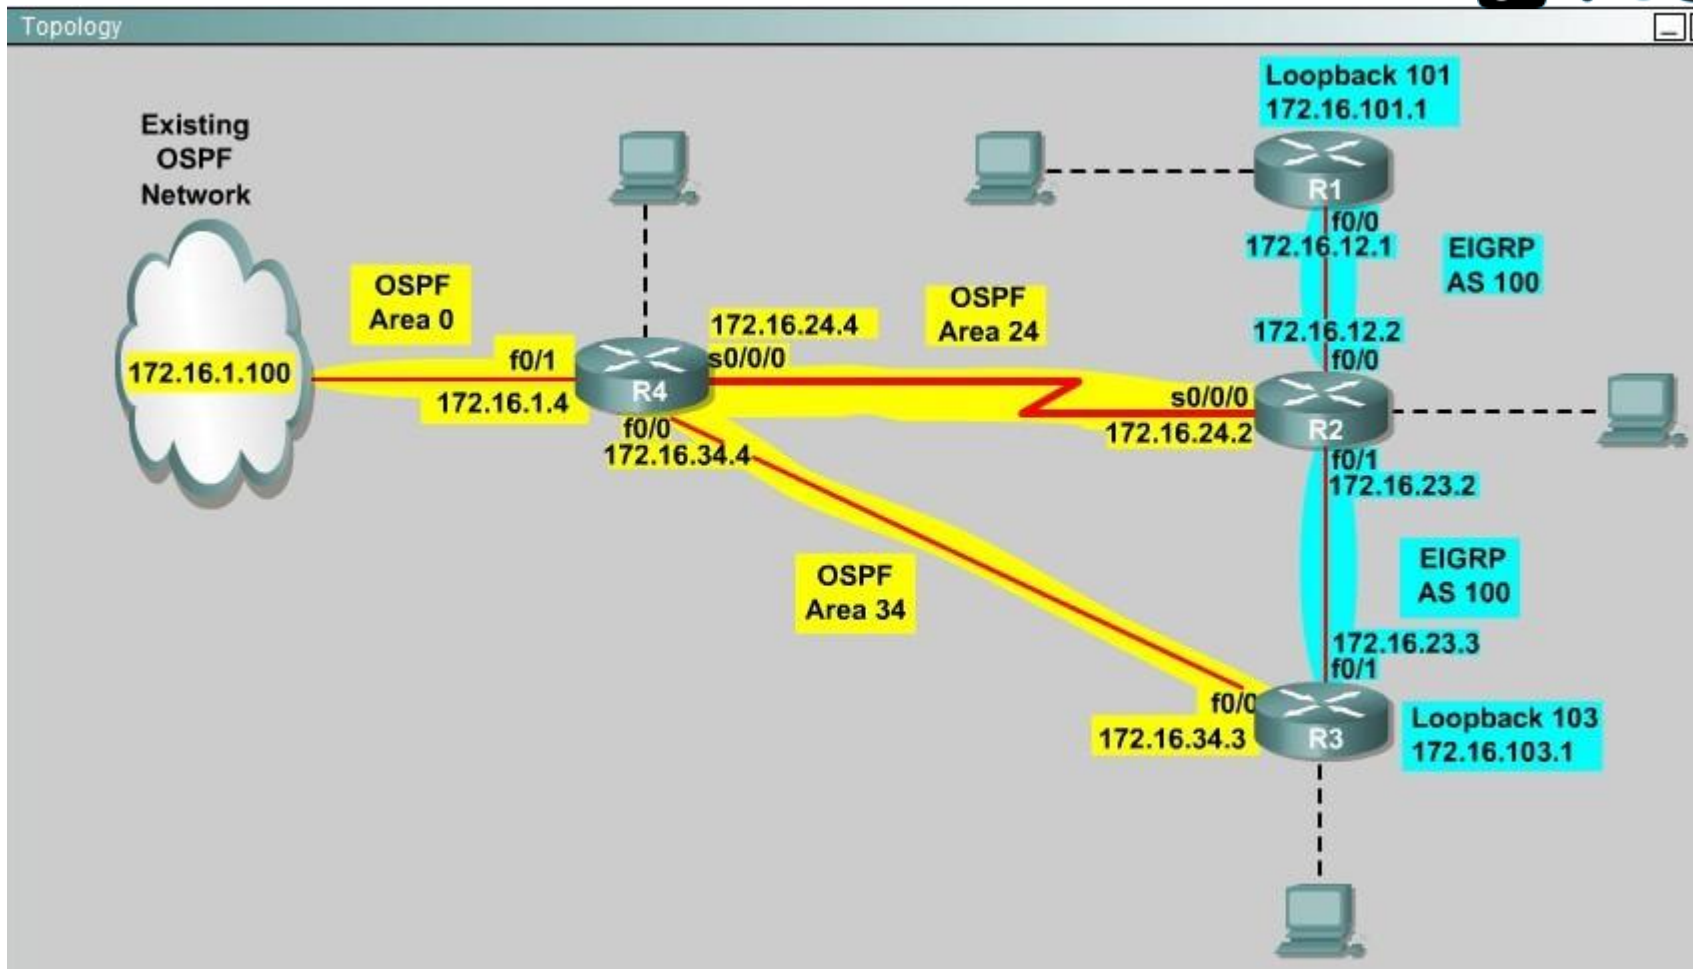 Topology
Existing
OSPF
Network
172.16.1.100
OSPF
Area 0
f0/1
172.16.1.4
R4
172.16.24.4
s0/0/0
f0/0
172.16.34.4
OSPF
Area 24
s0/0/0
172.16.24.2
Loopback 101
172.16.101.1
R1
f0/0
172.16.12.1
EIGRP
AS 100
172.16.12.2
f0/0
R2
f0/1
172.16.23.2
EIGRP
AS 100
OSPF
Area 34
172.16.23.3
f0/1
f0/0
172.16.34.3
R3
Loopback 103
172.16.103.1